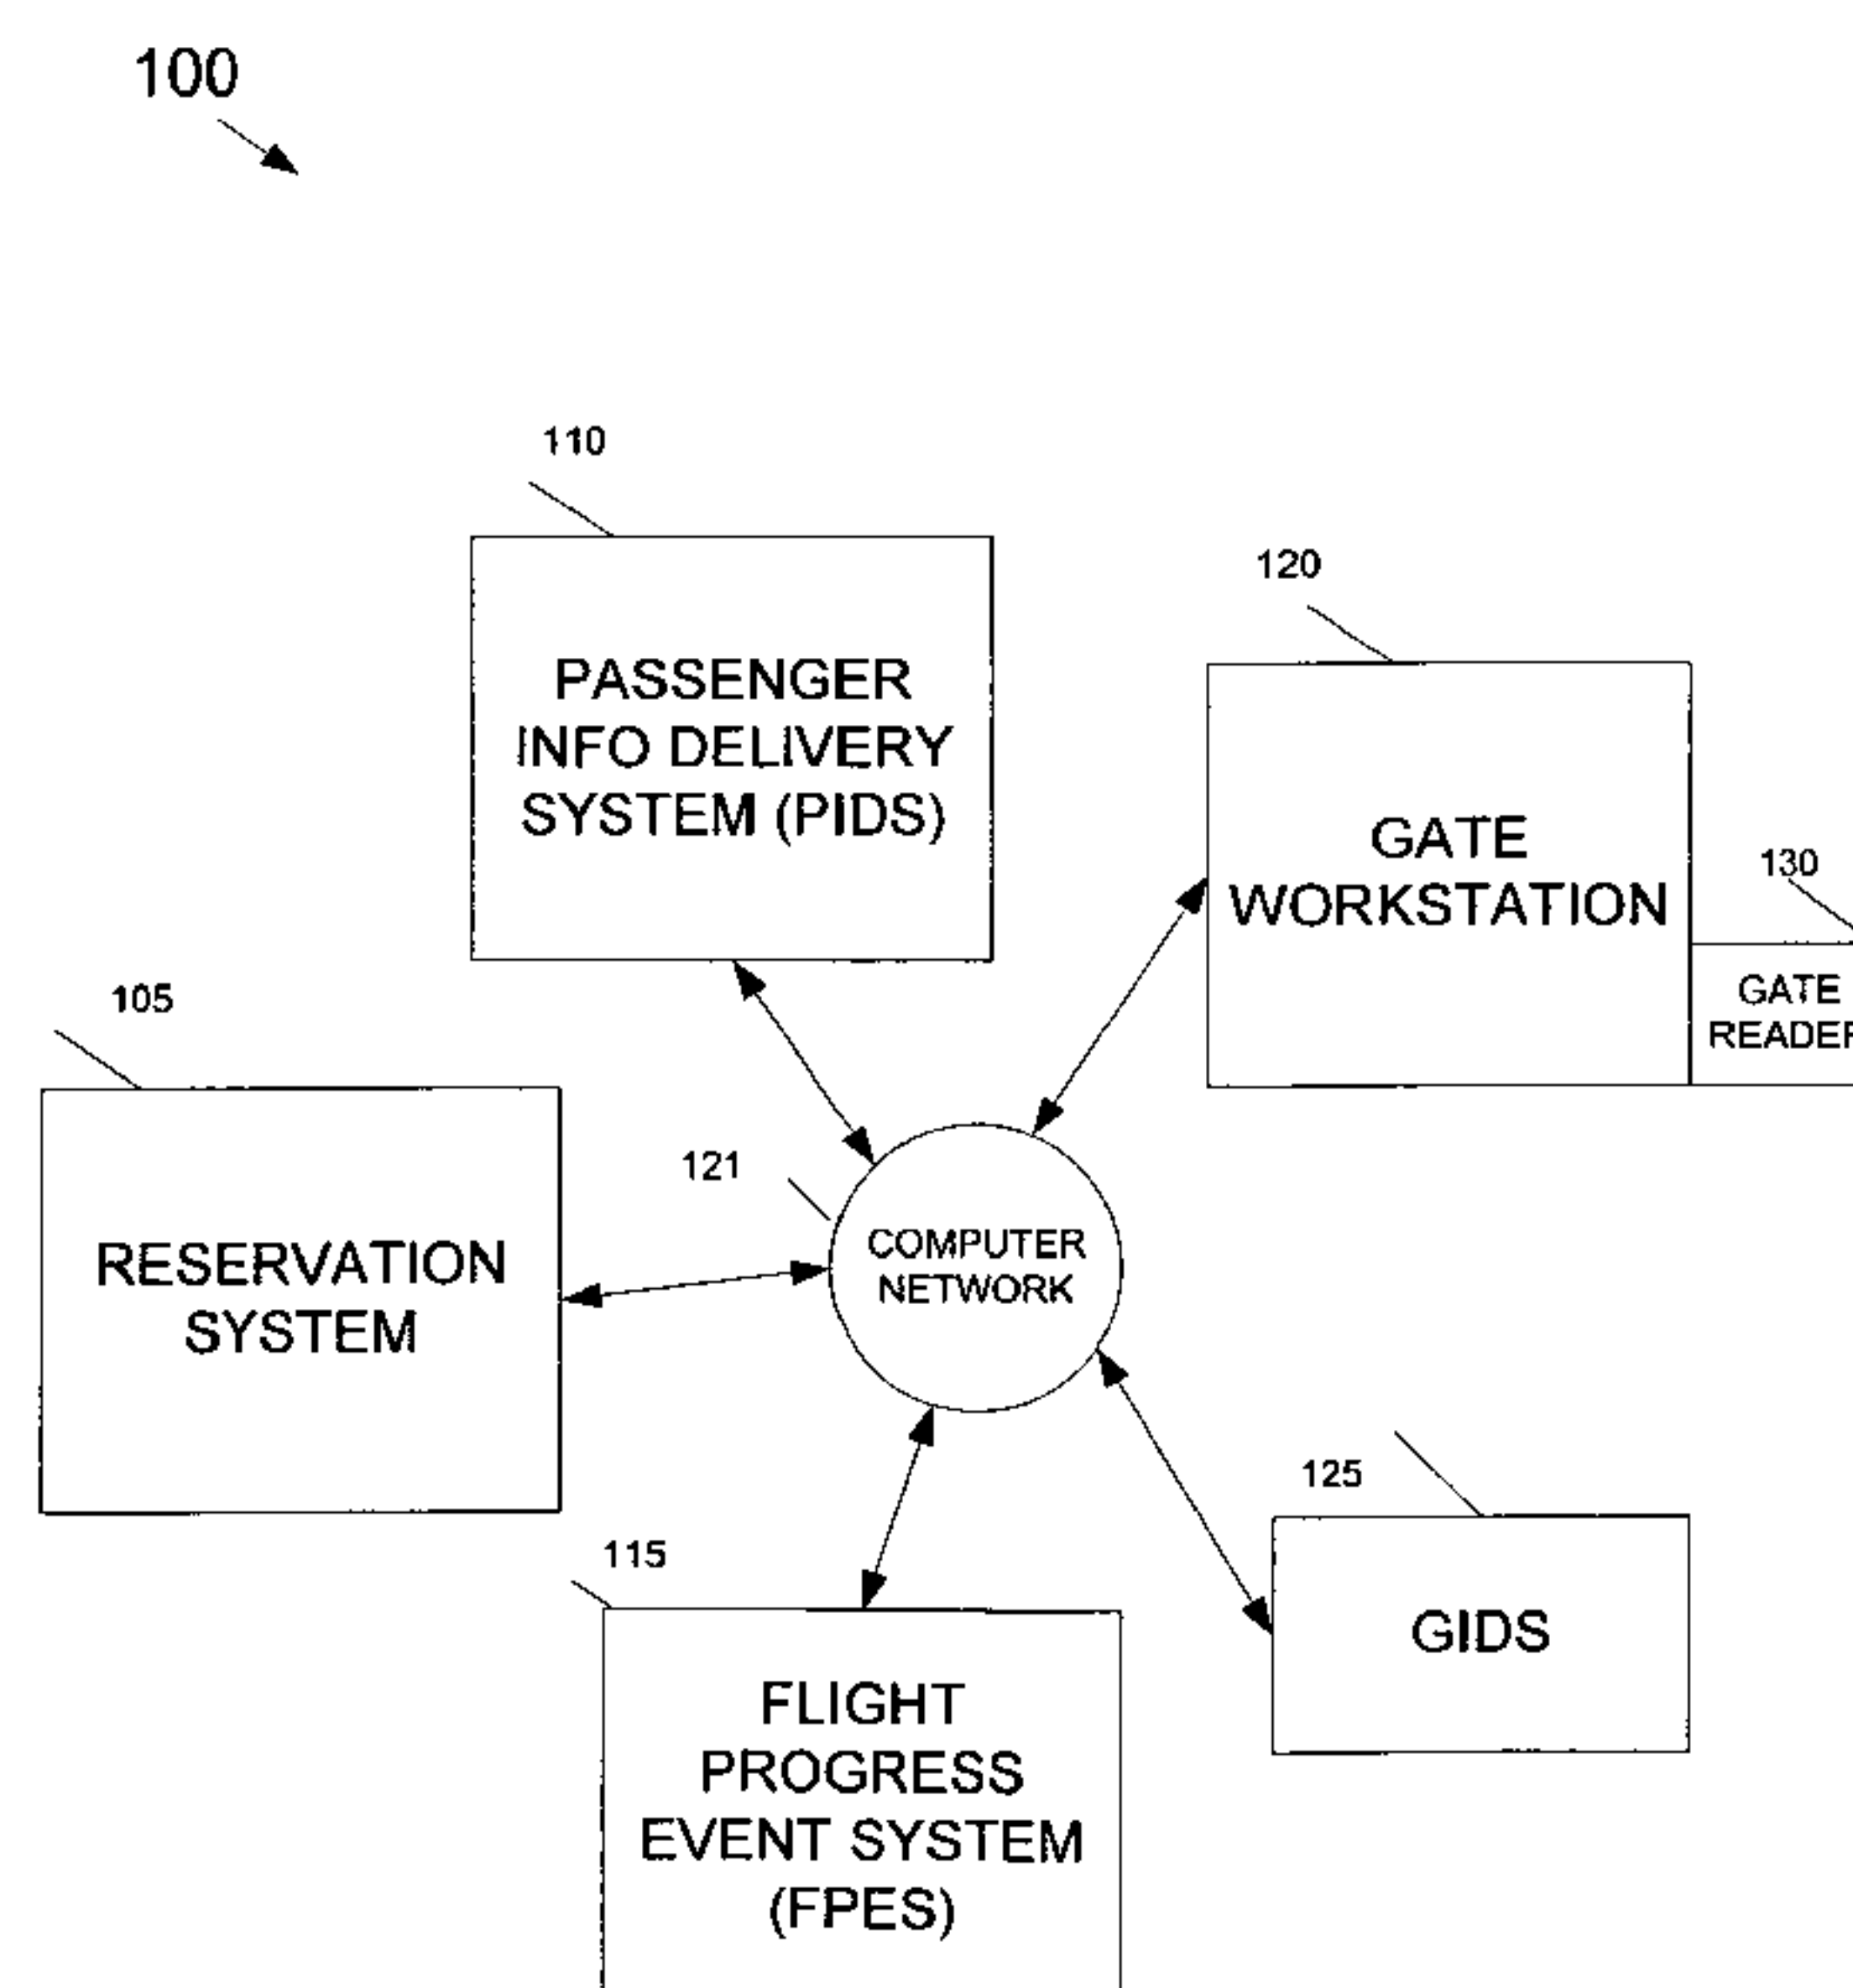 100
110
PASSENGER
INFO DELIVERY
SYSTEM (PIDS)
120
GATE
WORKSTATION
130
GATE
READER
105
RESERVATION
SYSTEM
121
COMPUTER
NETWORK
125
GIDS
115
FLIGHT
PROGRESS
EVENT SYSTEM
(FPES)